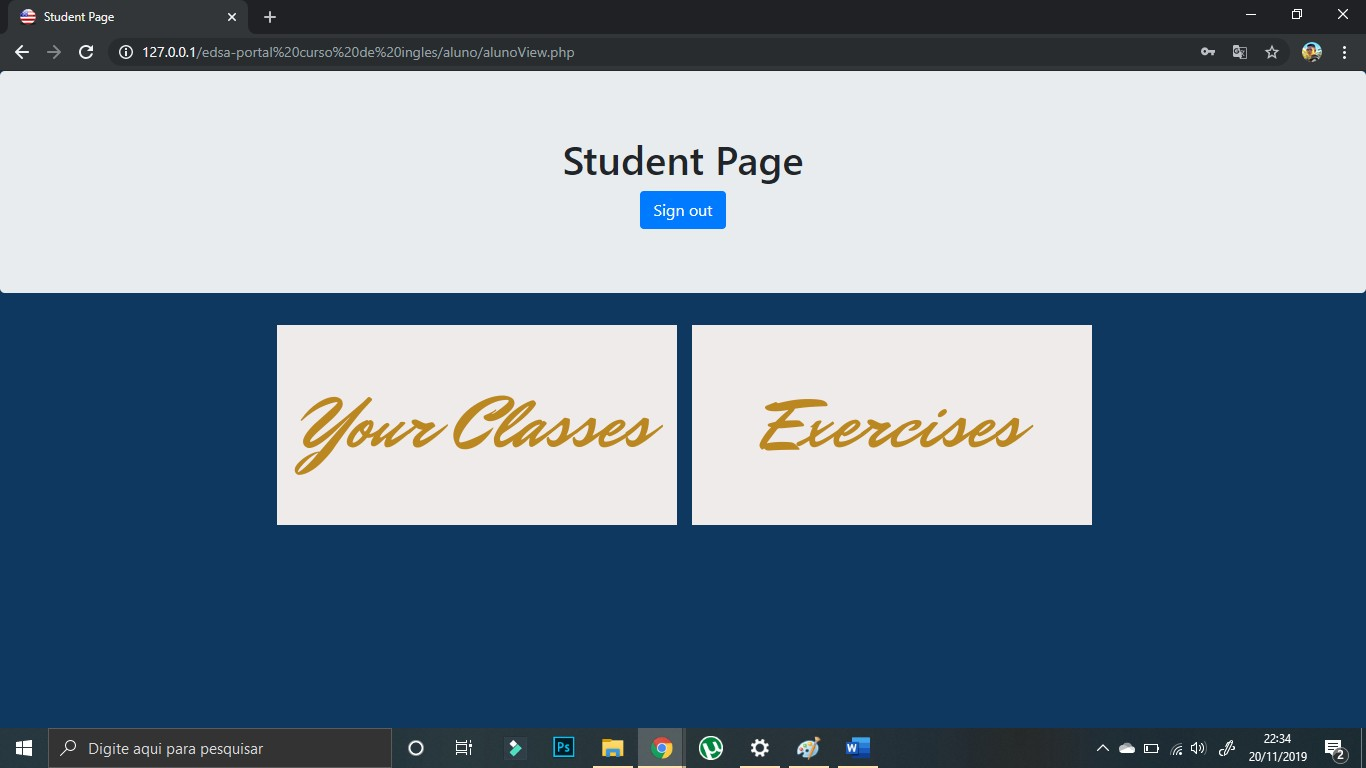 Student Page
127.0.0.1/edsa-portal%20curso%20de%20ingles/aluno/alunoView.php
Student Page
Sign out
Your Classes
Exercises
Digite aqui para pesquisar
Ps
W
22:34
20/11/2019
2